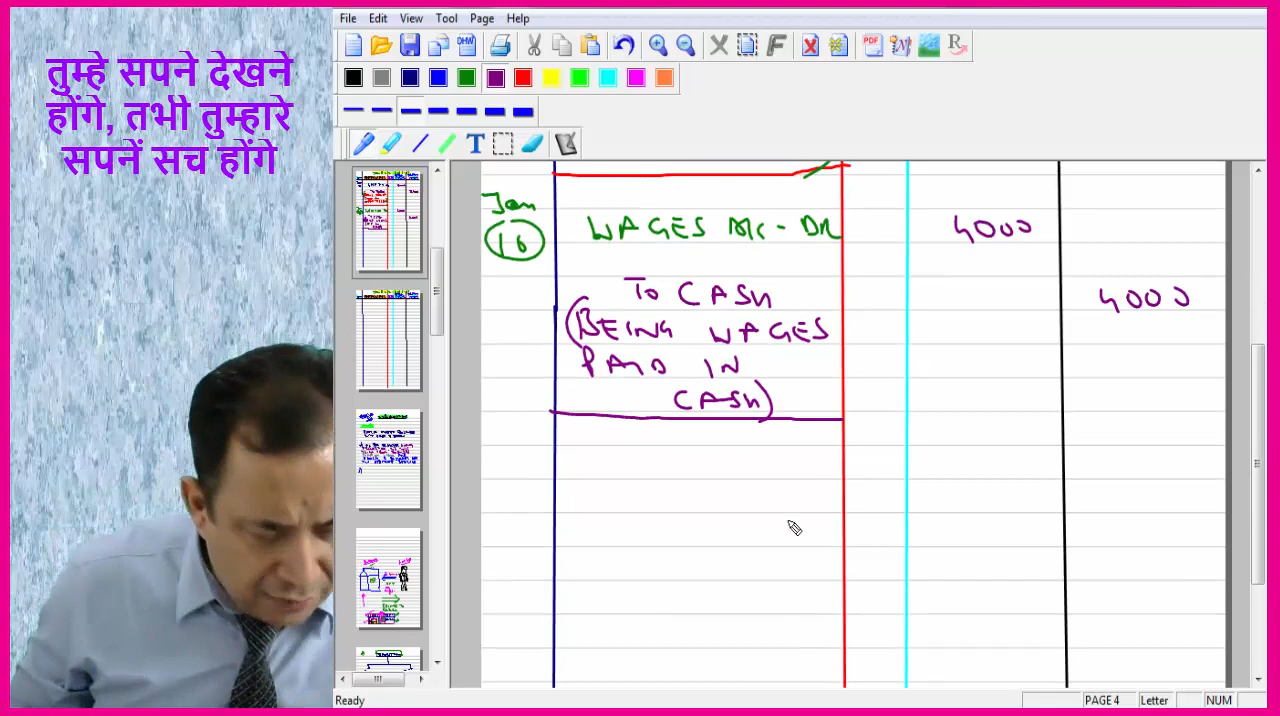 तुम्हे सपने देखने
होंगे, तभी तुम्हारे
सपनें सच होंगे
File Edit View Tool Page Help
Jan
16 WAGES A/C - DR 4000
To CASH 4000
(BEING WAGES
PAID IN
CASH)
Ready PAGE 4 Letter NUM